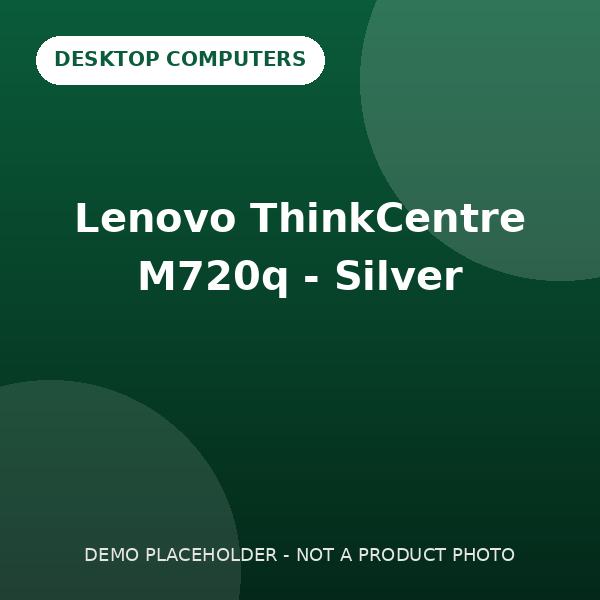 DESKTOP COMPUTERS
Lenovo ThinkCentre
M720q - Silver
DEMO PLACEHOLDER - NOT A PRODUCT PHOTO